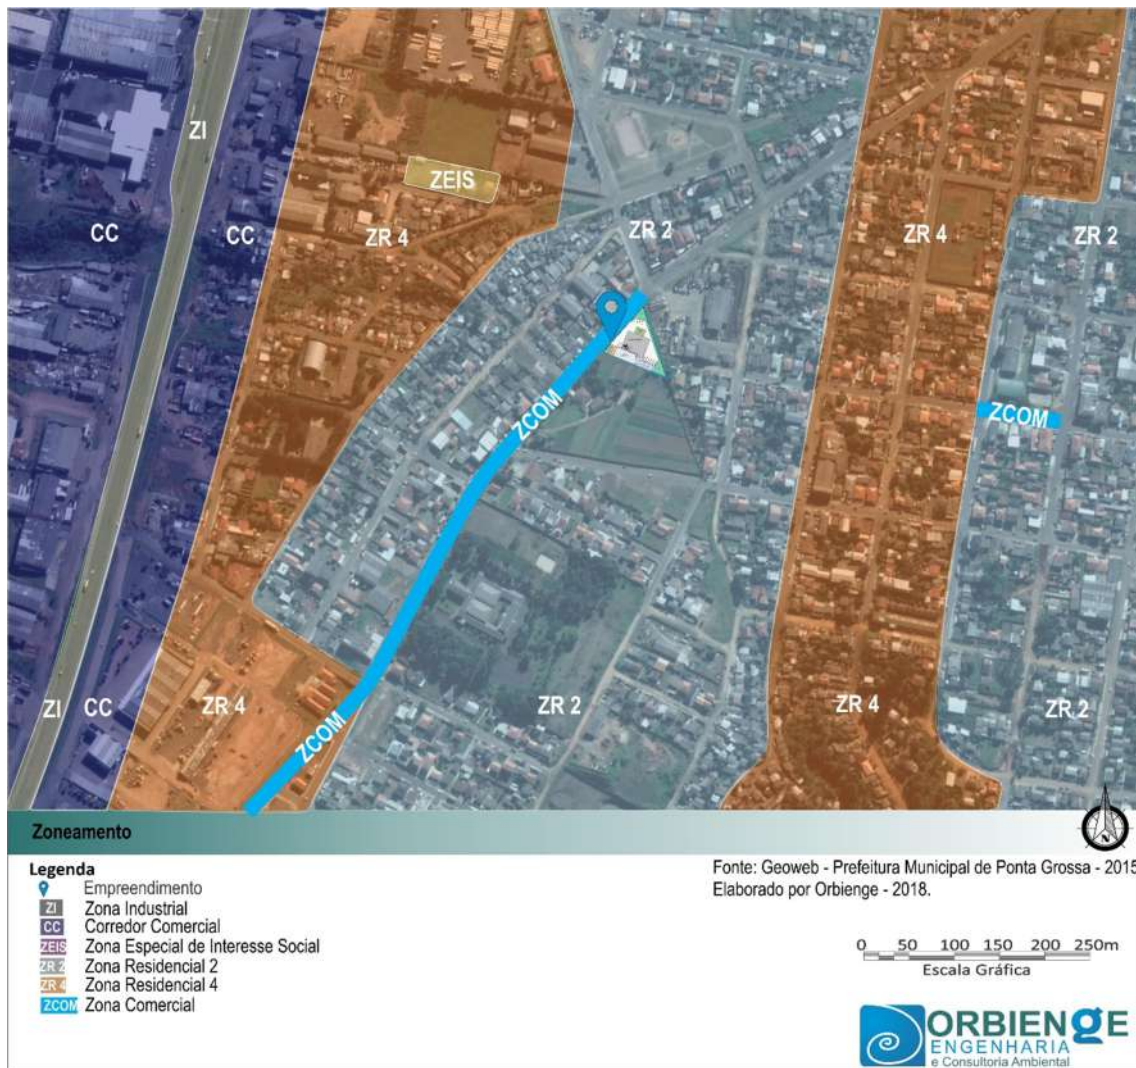 ZI
ZEIS
CC
CC
ZR 4
ZR 2
ZR 4
ZR 2
ZCOM
ZCOM
ZI
CC
ZR 4
ZCOM
ZR 2
ZR 4
ZR 2
Zoneamento
N
Legenda
Empreendimento
ZI Zona Industrial
CC Corredor Comercial
ZEIS Zona Especial de Interesse Social
ZR 2 Zona Residencial 2
ZR 4 Zona Residencial 4
ZCOM Zona Comercial
Fonte: Geoweb - Prefeitura Municipal de Ponta Grossa - 2015
Elaborado por Orbienge - 2018.
0 50 100 150 200 250m
Escala Gráfica
ORBIENGE
ENGENHARIA
e Consultoria Ambiental